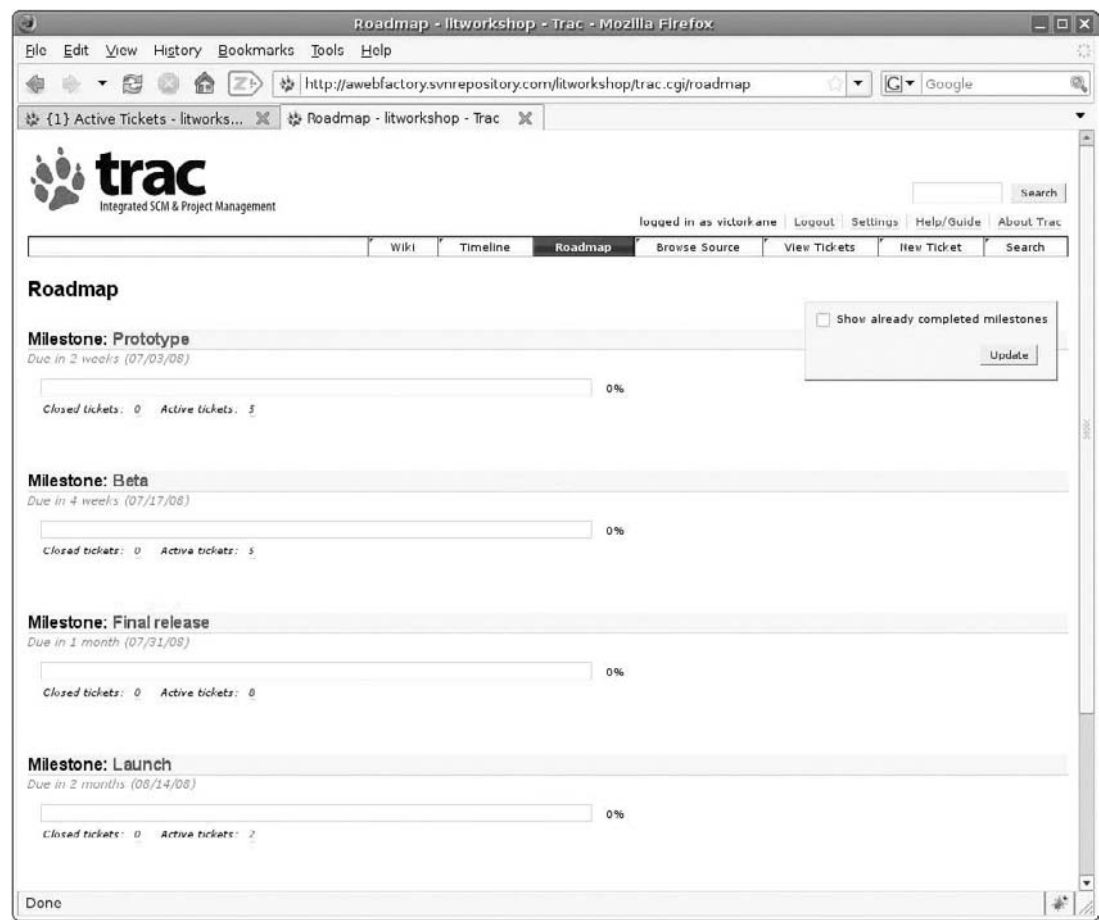 Roadmap - litworkshop - Trac - Mozilla Firefox
File Edit View History Bookmarks Tools Help
http://awebfactory.svnrepository.com/litworkshop/trac.cgi/roadmap
Google
{1} Active Tickets - litworks...
Roadmap - litworkshop - Trac
trac
Integrated SCM & Project Management
Search
logged in as victorkane Logout Settings Help/Guide About Trac
Wiki Timeline Roadmap Browse Source View Tickets New Ticket Search
Roadmap
Show already completed milestones
Update
Milestone: Prototype
Due in 2 weeks (07/03/08)
0%
Closed tickets: 0 Active tickets: 5
Milestone: Beta
Due in 4 weeks (07/17/08)
0%
Closed tickets: 0 Active tickets: 5
Milestone: Final release
Due in 1 month (07/31/08)
0%
Closed tickets: 0 Active tickets:
Milestone: Launch
Due in 2 months (08/14/08)
0%
Closed tickets: 0 Active tickets: 2
Done